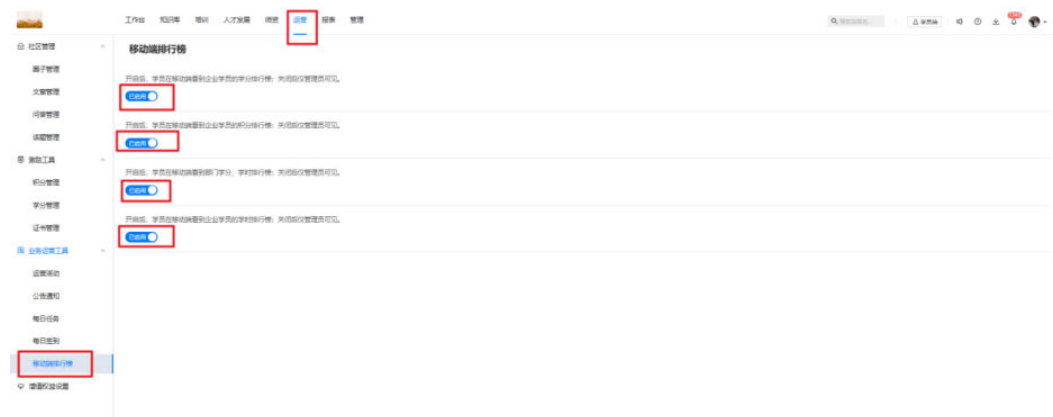 工作台 知识库 培训 人才发展 绩效 运营 报表 管理
学员端
社区管理
圈子管理
文章管理
问答管理
话题管理
激励工具
积分管理
学分管理
证书管理
业务运营工具
运营活动
公告通知
每日任务
每日签到
移动端排行榜
增值权益设置
移动端排行榜
开启后，学员在移动端看到企业学员的学分排行榜；关闭后仅管理员可见。
已启用
开启后，学员在移动端看到企业学员的积分排行榜；关闭后仅管理员可见。
已启用
开启后，学员在移动端看到部门学分、学时排行榜；关闭后仅管理员可见。
已启用
开启后，学员在移动端看到企业学员的学时排行榜；关闭后仅管理员可见。
已启用